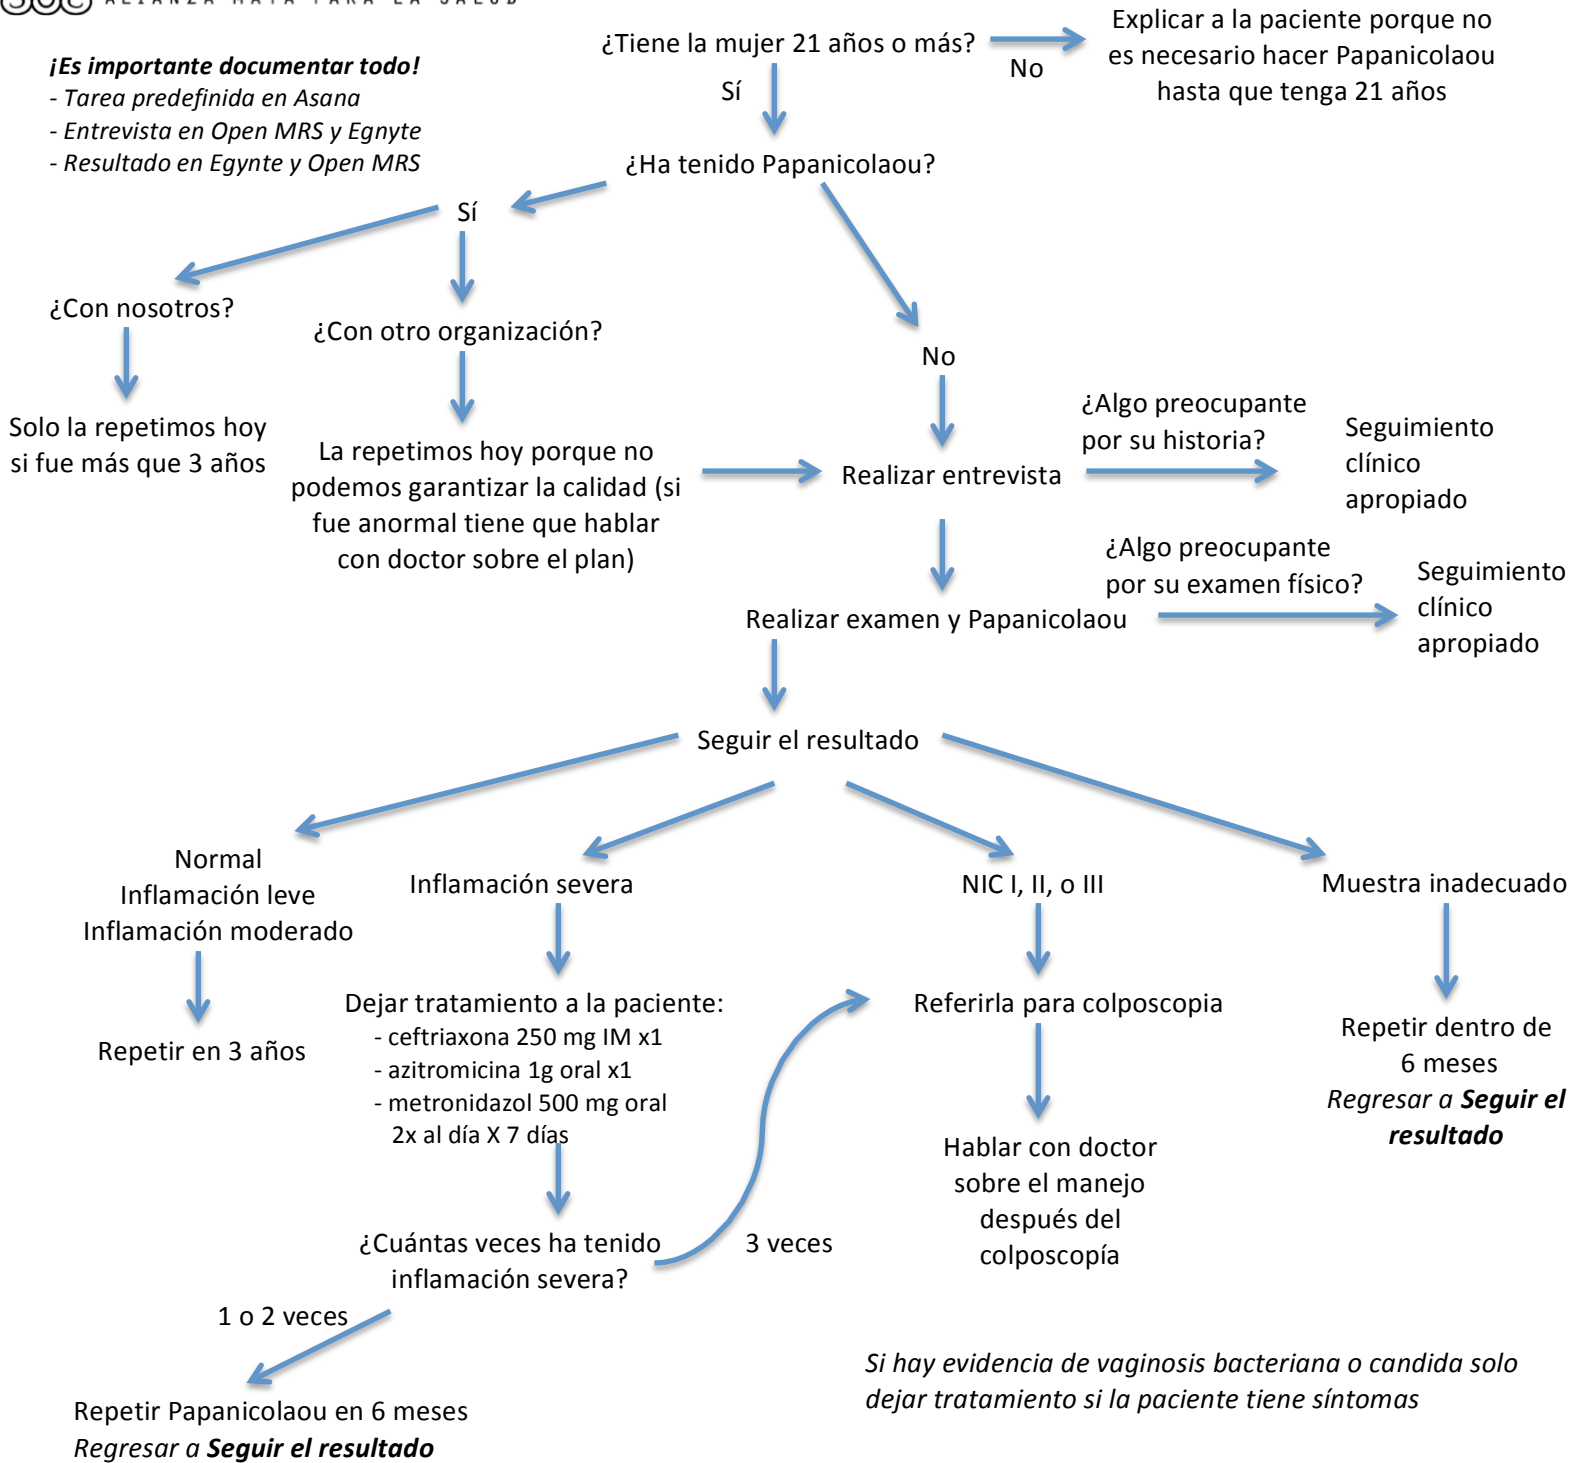 ALIANZA MAYA PARA LA SALUD
¡Es importante documentar todo!
- Tarea predefinida en Asana
- Entrevista en Open MRS y Egnyte
- Resultado en Egynte y Open MRS
¿Tiene la mujer 21 años o más?
No
Explicar a la paciente porque no
es necesario hacer Papanicolaou
hasta que tenga 21 años
Sí
¿Ha tenido Papanicolaou?
Sí
¿Con nosotros?
¿Con otro organización?
No
Solo la repetimos hoy
si fue más que 3 años
La repetimos hoy porque no
podemos garantizar la calidad (si
fue anormal tiene que hablar
con doctor sobre el plan)
Realizar entrevista
¿Algo preocupante
por su historia?
Seguimiento
clínico
apropiado
Realizar examen y Papanicolaou
¿Algo preocupante
por su examen físico?
Seguimiento
clínico
apropiado
Seguir el resultado
Normal
Inflamación leve
Inflamación moderado
Repetir en 3 años
Inflamación severa
Dejar tratamiento a la paciente:
- ceftriaxona 250 mg IM x1
- azitromicina 1g oral x1
- metronidazol 500 mg oral
2x al día X 7 días
¿Cuántas veces ha tenido
inflamación severa?
3 veces
1 o 2 veces
Repetir Papanicolaou en 6 meses
Regresar a Seguir el resultado
NIC I, II, o III
Referirla para colposcopia
Hablar con doctor
sobre el manejo
después del
colposcopía
Muestra inadecuado
Repetir dentro de
6 meses
Regresar a Seguir el
resultado
Si hay evidencia de vaginosis bacteriana o candida solo
dejar tratamiento si la paciente tiene síntomas